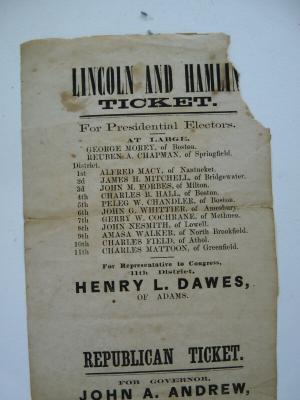 LINCOLN AND HAMLIN
TICKET.
For Presidential Electors.
AT LARGE,
GEORGE MOREY, of Boston.
REUBEN A. CHAPMAN, of Springfield.
District.
1st ALFRED MACY, of Nantucket.
2d JAMES H. MITCHELL, of Bridgewater.
3d JOHN M. FORBES, of Milton.
4th CHARLES B. HALL, of Boston.
5th PELEG W. CHANDLER, of Boston.
6th JOHN G. WHITTIER, of Amesbury.
7th GERRY W. COCHRANE, of Methuen.
8th JOHN NESMITH, of Lowell.
9th AMASA WALKER, of North Brookfield.
10th CHARLES FIELD, of Athol.
11th CHARLES MATTOON, of Greenfield.
For Representative to Congress,
11th District,
HENRY L. DAWES,
OF ADAMS.
REPUBLICAN TICKET.
FOR GOVERNOR,
JOHN A. ANDREW,